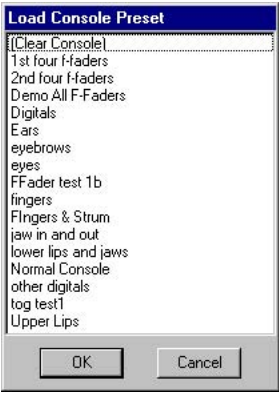 Load Console Preset
(Clear Console)
1st four f-faders
2nd four f-faders
Demo All F-Faders
Digitals
Ears
eyebrows
eyes
FFader test 1b
fingers
FIngers & Strum
jaw in and out
lower lips and jaws
Normal Console
other digitals
tog test1
Upper Lips
OK
Cancel